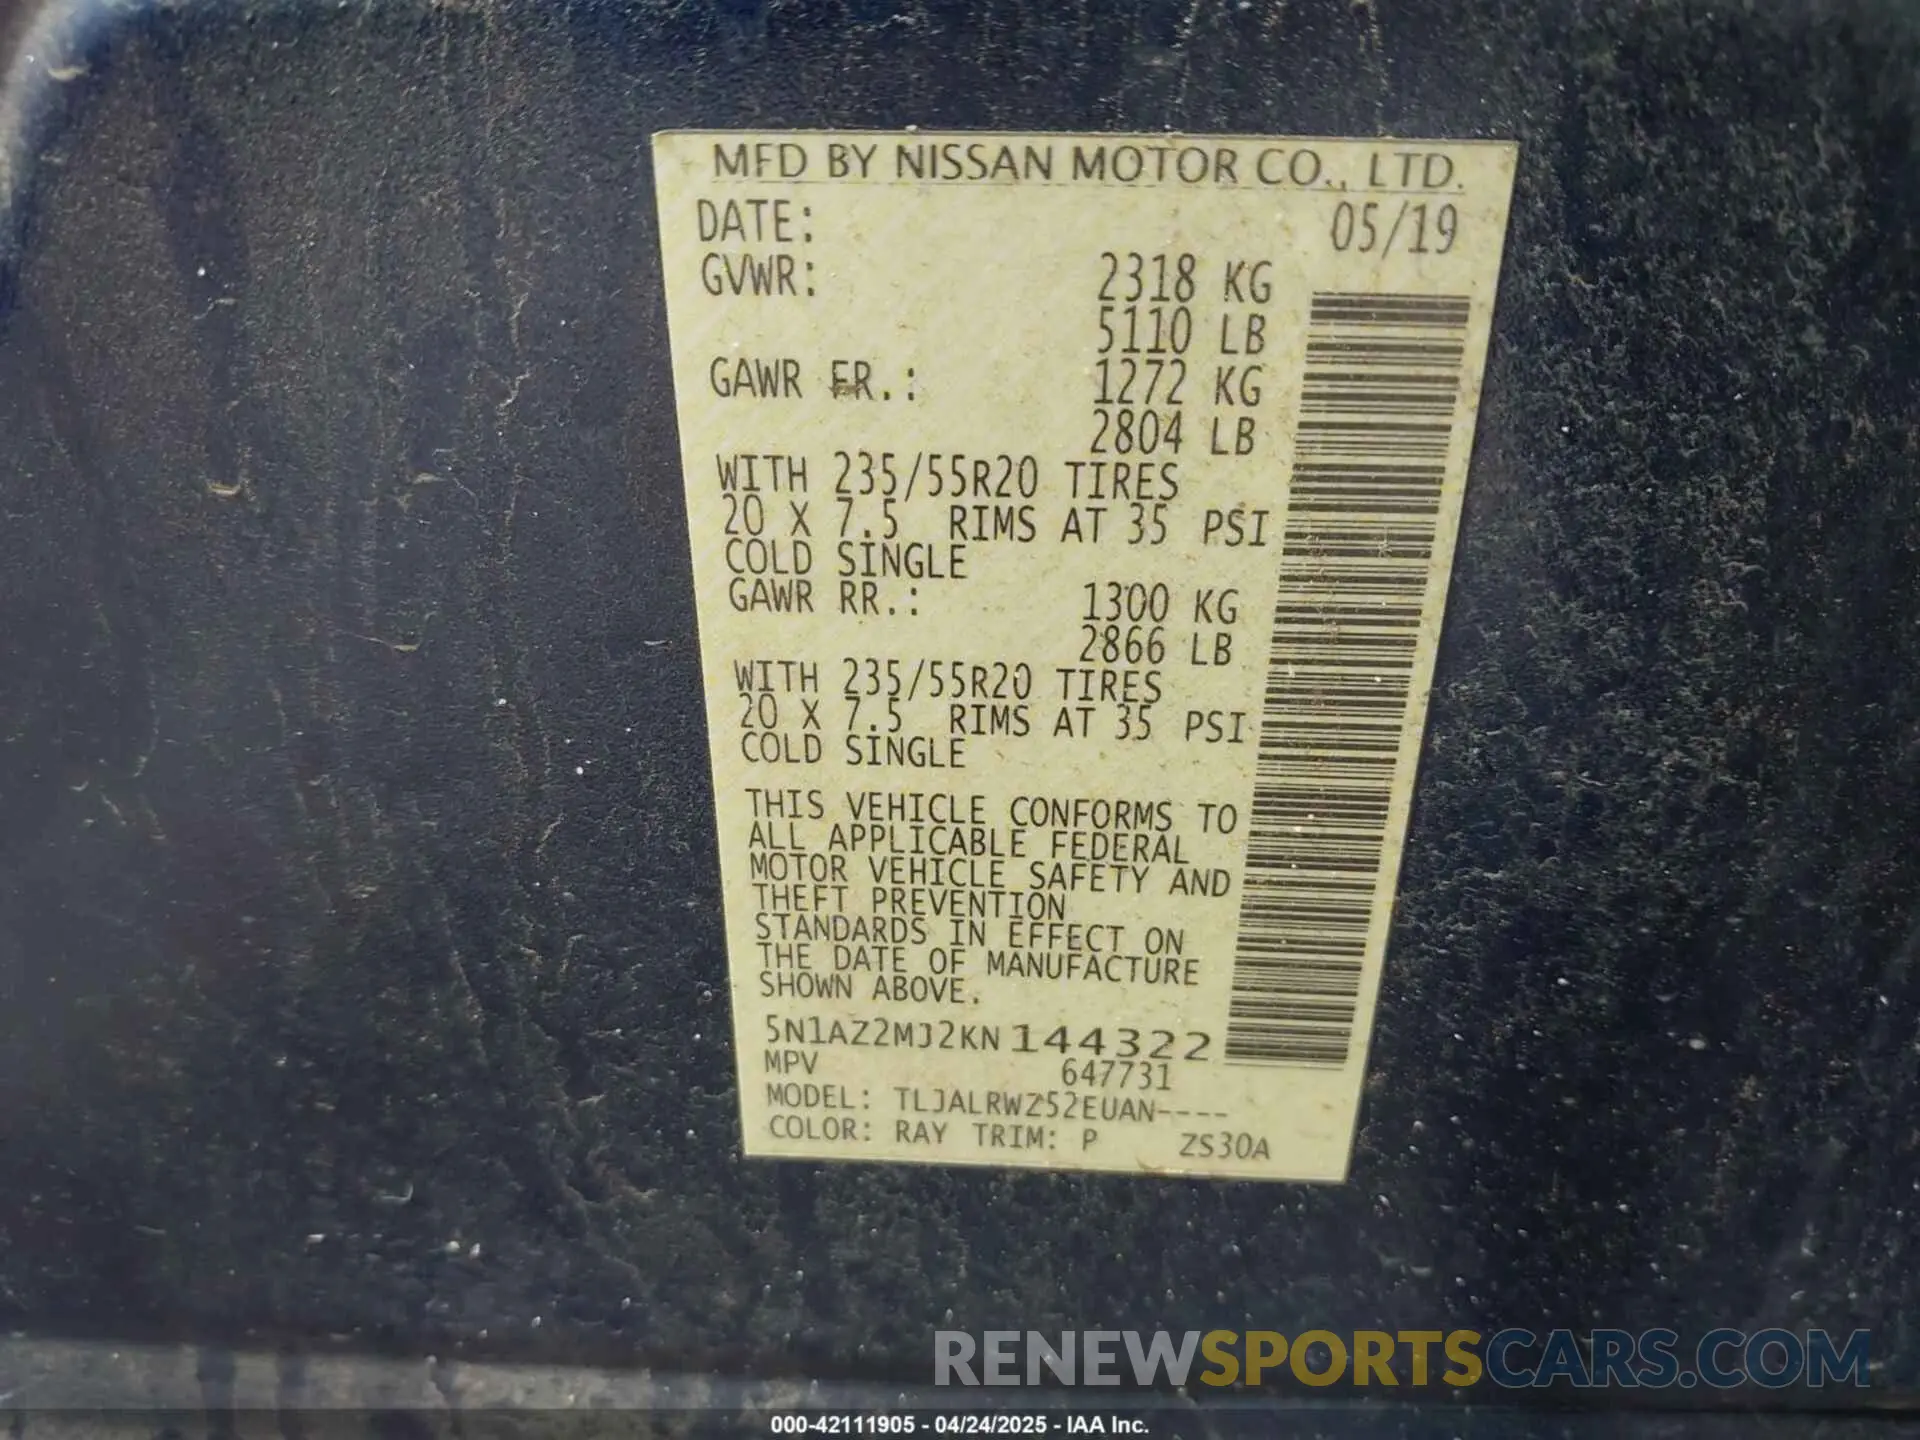 MFD BY NISSAN MOTOR CO., LTD.
DATE: 05/19
GVWR: 2318 KG
5110 LB
GAWR FR.: 1272 KG
2804 LB
WITH 235/55R20 TIRES
20 X 7.5 RIMS AT 35 PSI
COLD SINGLE
GAWR RR.: 1300 KG
2866 LB
WITH 235/55R20 TIRES
20 X 7.5 RIMS AT 35 PSI
COLD SINGLE
THIS VEHICLE CONFORMS TO
ALL APPLICABLE FEDERAL
MOTOR VEHICLE SAFETY AND
THEFT PREVENTION
STANDARDS IN EFFECT ON
THE DATE OF MANUFACTURE
SHOWN ABOVE.
5N1AZ2MJ2KN144322
MPV 647731
MODEL: TLJALRWZ52EUAN----
COLOR: RAY TRIM: P ZS30A
RENEWSPORTSCARS.COM
000-42111905 - 04/24/2025 - IAA Inc.